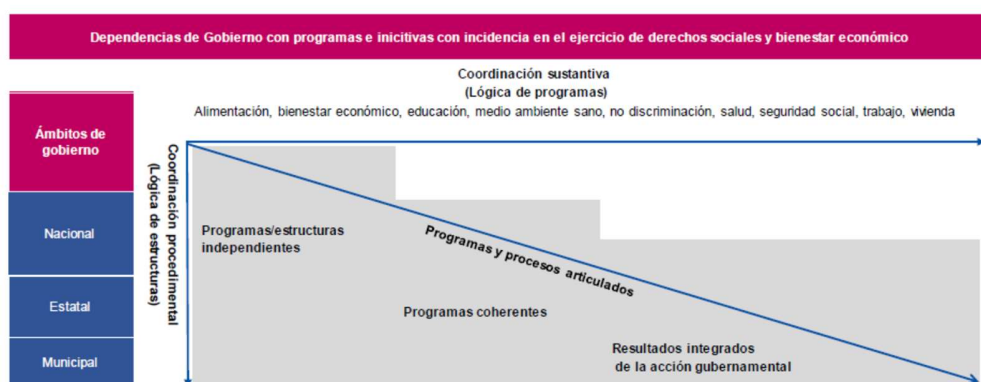 Dependencias de Gobierno con programas e inicitivas con incidencia en el ejercicio de derechos sociales y bienestar económico
Coordinación sustantiva
(Lógica de programas)
Alimentación, bienestar económico, educación, medio ambiente sano, no discriminación, salud, seguridad social, trabajo, vivienda
Ámbitos de
gobierno
Coordinación procedimental
(Lógica de estructuras)
Nacional
Programas/estructuras
independientes
Programas y procesos articulados
Estatal
Programas coherentes
Resultados integrados
de la acción gubernamental
Municipal